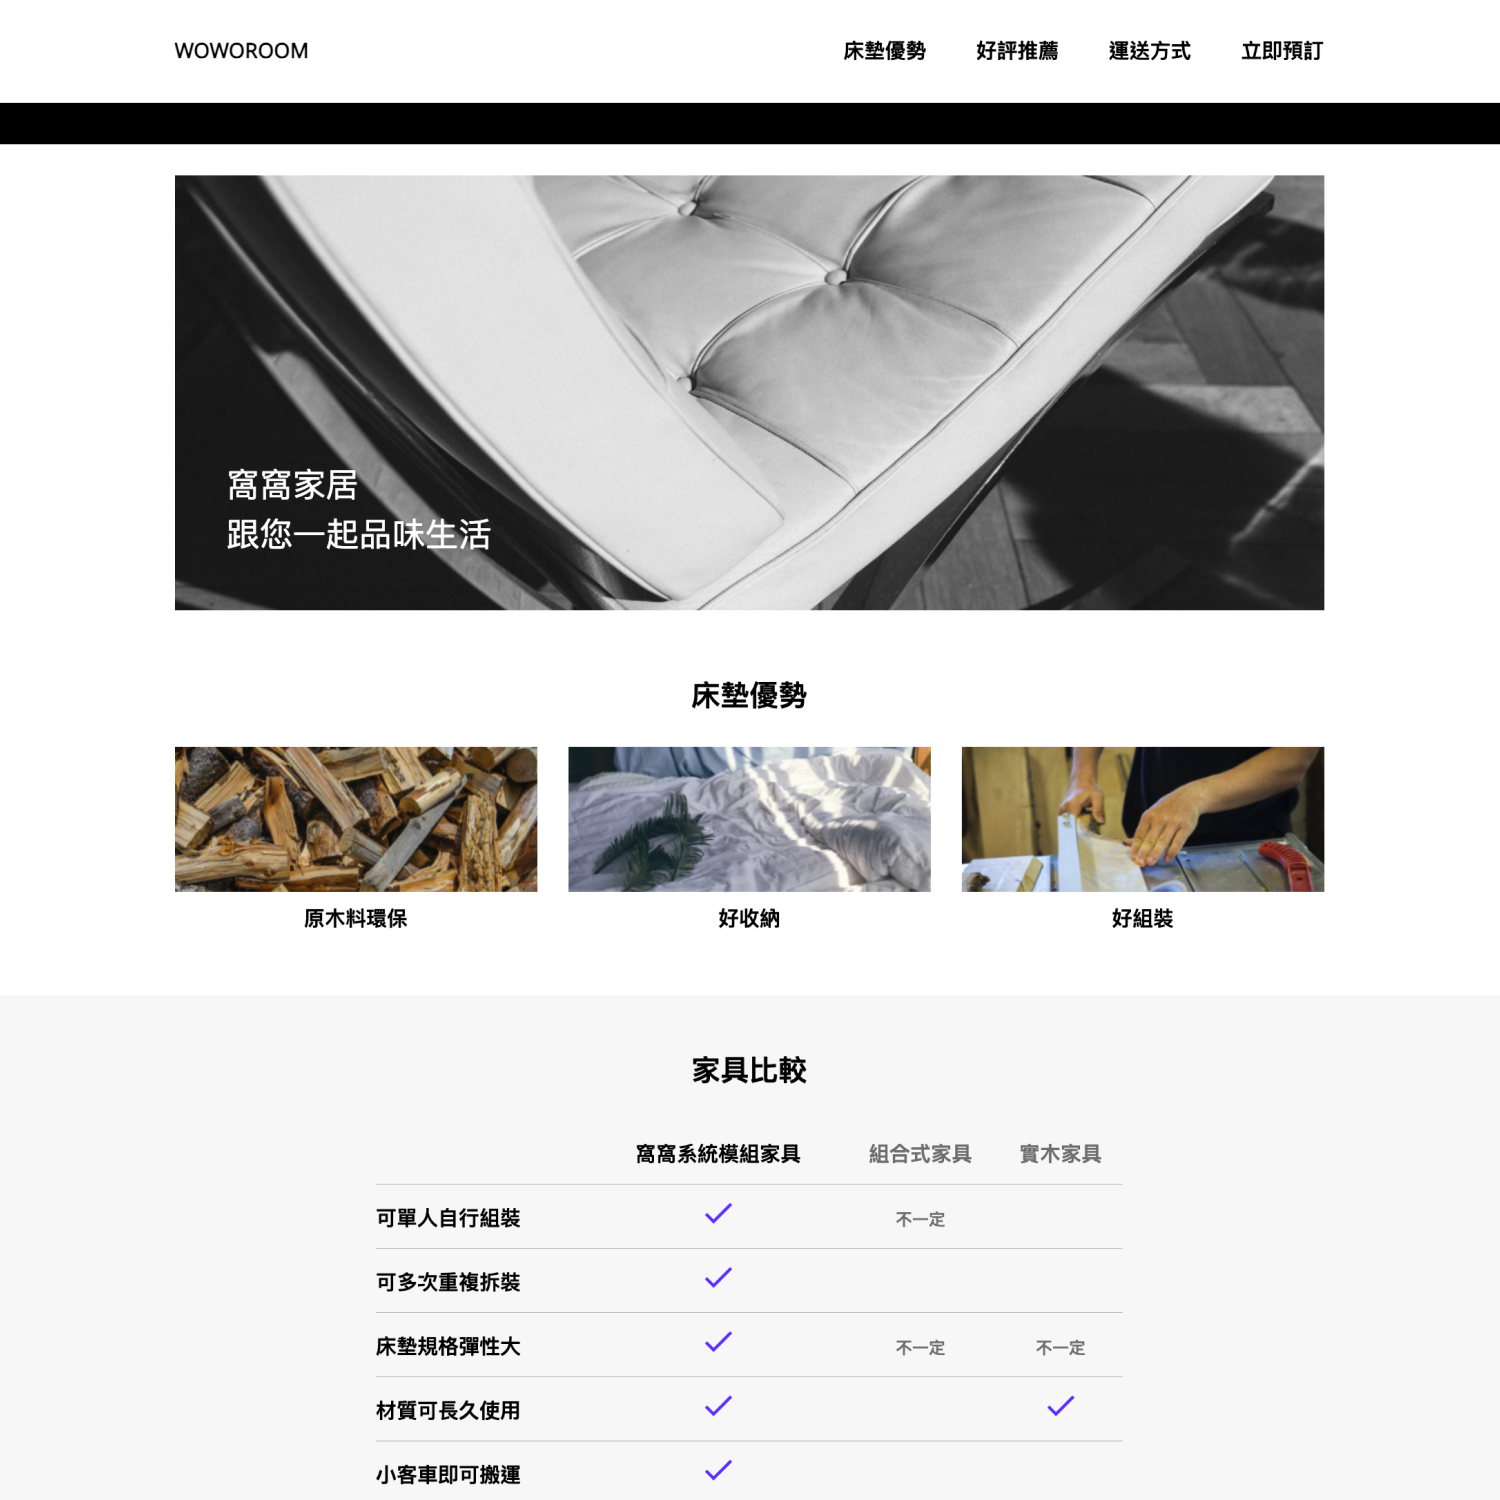 WOWOROOM
床墊優勢 好評推薦 運送方式 立即預訂
窩窩家居
跟您一起品味生活
床墊優勢
原木料環保 好收納 好組裝
家具比較
窩窩系統模組家具 組合式家具 實木家具
可單人自行組裝 不一定
可多次重複拆裝
床墊規格彈性大 不一定 不一定
材質可長久使用
小客車即可搬運